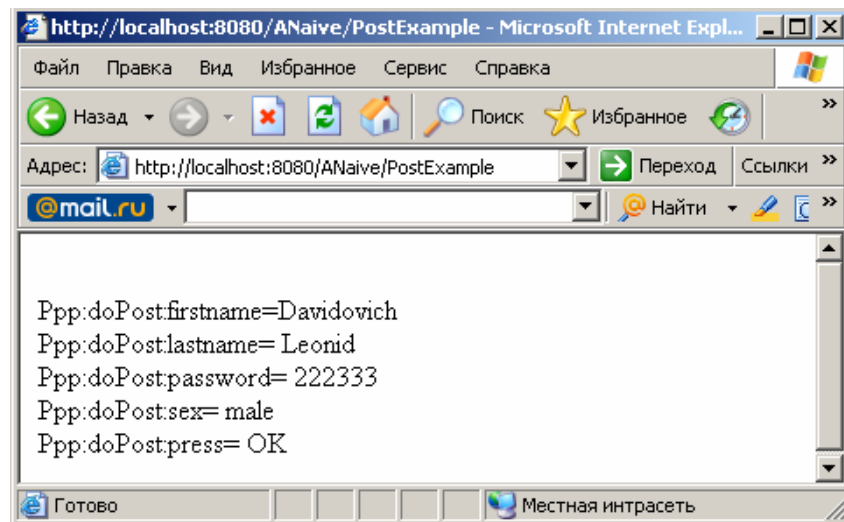 http://localhost:8080/ANaive/PostExample - Microsoft Internet Expl...
Файл Правка Вид Избранное Сервис Справка
Назад Поиск Избранное »
Адрес: http://localhost:8080/ANaive/PostExample Переход Ссылки »
@mail.ru Найти »
Ppp:doPost:firstname=Davidovich
Ppp:doPost:lastname= Leonid
Ppp:doPost:password= 222333
Ppp:doPost:sex= male
Ppp:doPost:press= OK
Готово Местная интрасеть